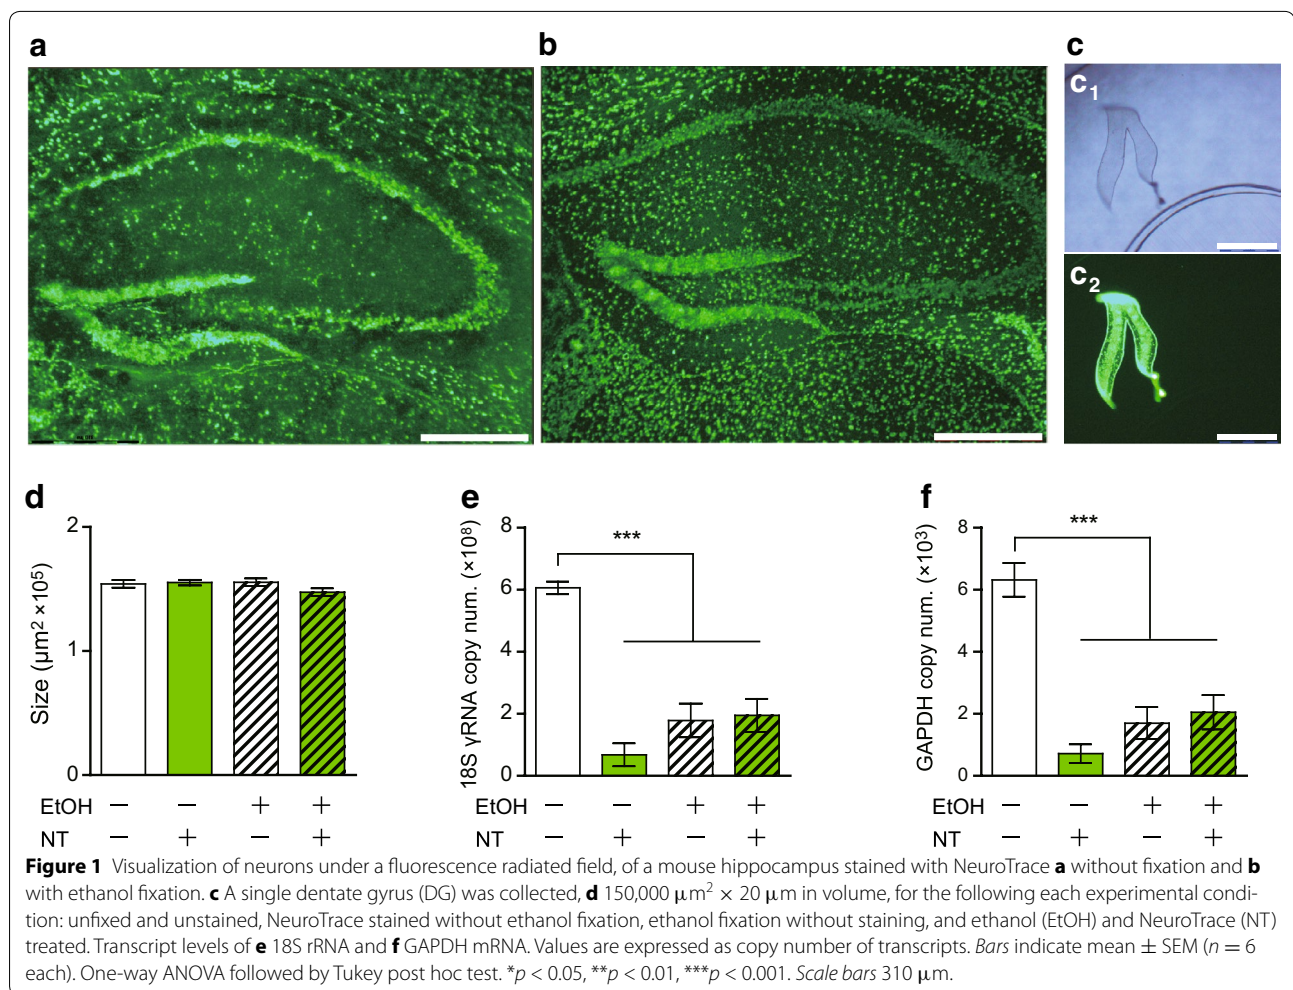 a
b
c
c1
c2
d
e
f
2
1
0
Size (μm² ×10⁵)
EtOH − − + +
NT − + − +
8
6
4
2
0
18S γRNA copy num. (×10⁸)
***
− − + +
− + − +
8
6
4
2
0
GAPDH copy num. (×10³)
***
EtOH − − + +
NT − + − +
Figure 1 Visualization of neurons under a fluorescence radiated field, of a mouse hippocampus stained with NeuroTrace a without fixation and b
with ethanol fixation. c A single dentate gyrus (DG) was collected, d 150,000 μm² × 20 μm in volume, for the following each experimental condi-
tion: unfixed and unstained, NeuroTrace stained without ethanol fixation, ethanol fixation without staining, and ethanol (EtOH) and NeuroTrace (NT)
treated. Transcript levels of e 18S rRNA and f GAPDH mRNA. Values are expressed as copy number of transcripts. Bars indicate mean ± SEM (n = 6
each). One-way ANOVA followed by Tukey post hoc test. *p < 0.05, **p < 0.01, ***p < 0.001. Scale bars 310 μm.